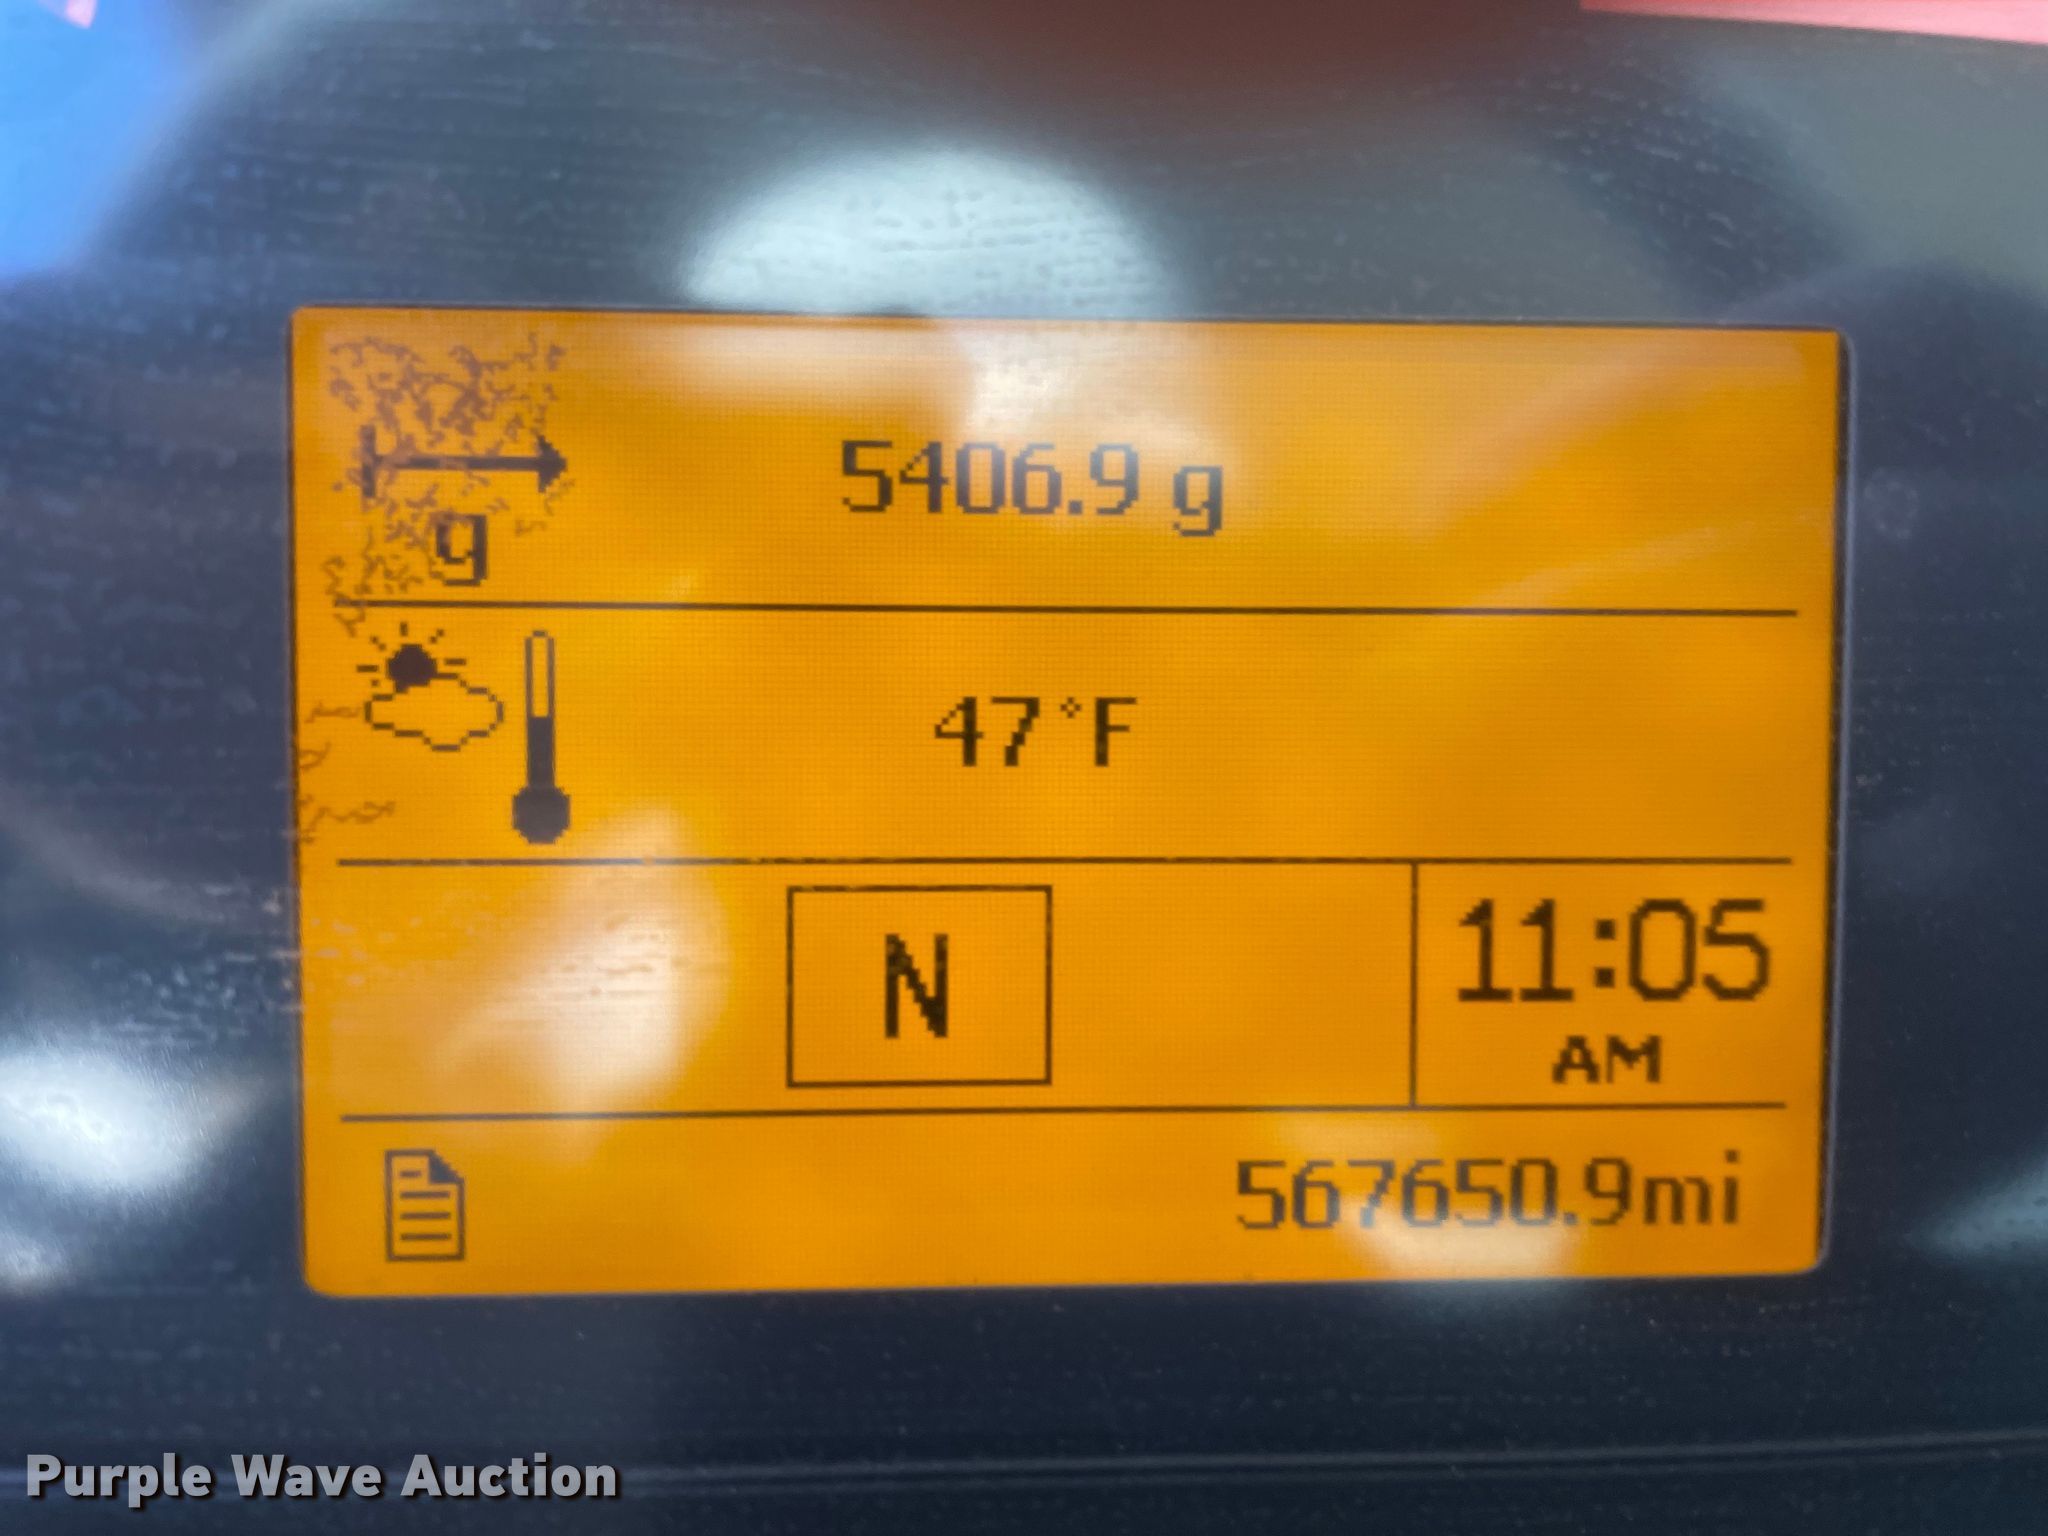 5406.9 g
g
47°F
N
11:05
AM
567650.9mi
Purple Wave Auction